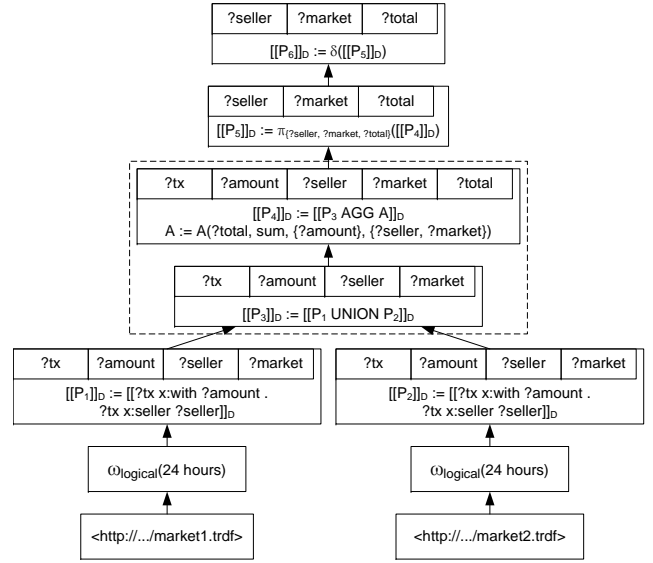 ?seller ?market ?total
[[P6]]D := δ([[P5]]D)
?seller ?market ?total
[[P5]]D := π{?seller, ?market, ?total}([[P4]]D)
?tx ?amount ?seller ?market ?total
[[P4]]D := [[P3 AGG A]]D
A := A(?total, sum, {?amount}, {?seller, ?market})
?tx ?amount ?seller ?market
[[P3]]D := [[P1 UNION P2]]D
?tx ?amount ?seller ?market
[[P1]]D := [[?tx x:with ?amount .
?tx x:seller ?seller]]D
?tx ?amount ?seller ?market
[[P2]]D := [[?tx x:with ?amount .
?tx x:seller ?seller]]D
ωlogical(24 hours)
ωlogical(24 hours)
<http://.../market1.trdf>
<http://.../market2.trdf>